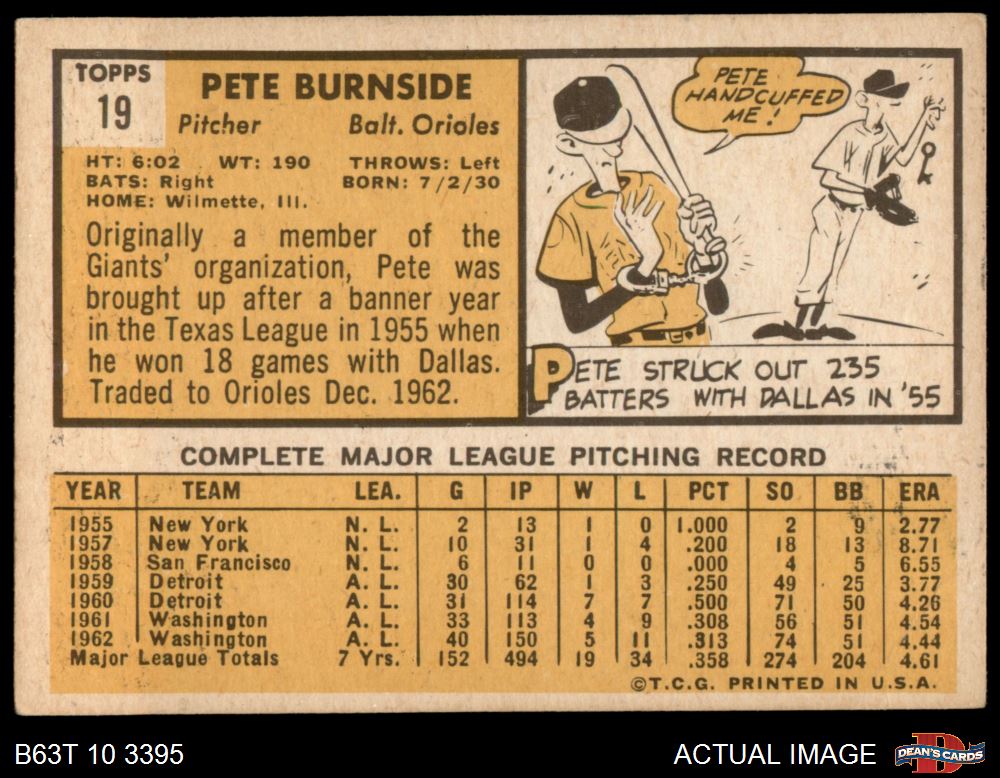 TOPPS
19
PETE BURNSIDE
Pitcher Balt. Orioles
HT: 6:02 WT: 190 THROWS: Left
BATS: Right BORN: 7/2/30
HOME: Wilmette, Ill.
Originally a member of the
Giants' organization, Pete was
brought up after a banner year
in the Texas League in 1955 when
he won 18 games with Dallas.
Traded to Orioles Dec. 1962.
PETE
HANDCUFFED
ME!
PETE STRUCK OUT 235
BATTERS WITH DALLAS IN '55
COMPLETE MAJOR LEAGUE PITCHING RECORD
YEAR TEAM LEA. G IP W L PCT SO BB ERA
1955 New York N. L. 2 13 1 0 1.000 2 9 2.77
1957 New York N. L. 10 31 1 4 .200 18 13 8.71
1958 San Francisco N. L. 6 11 0 0 .000 4 5 6.55
1959 Detroit A. L. 30 62 1 3 .250 49 25 3.77
1960 Detroit A. L. 31 114 7 7 .500 71 50 4.26
1961 Washington A. L. 33 113 4 9 .308 56 51 4.54
1962 Washington A. L. 40 150 5 11 .313 74 51 4.44
Major League Totals 7 Yrs. 152 494 19 34 .358 274 204 4.61
©T.C.G. PRINTED IN U.S.A.
B63T 10 3395 ACTUAL IMAGE DEAN'S CARDS